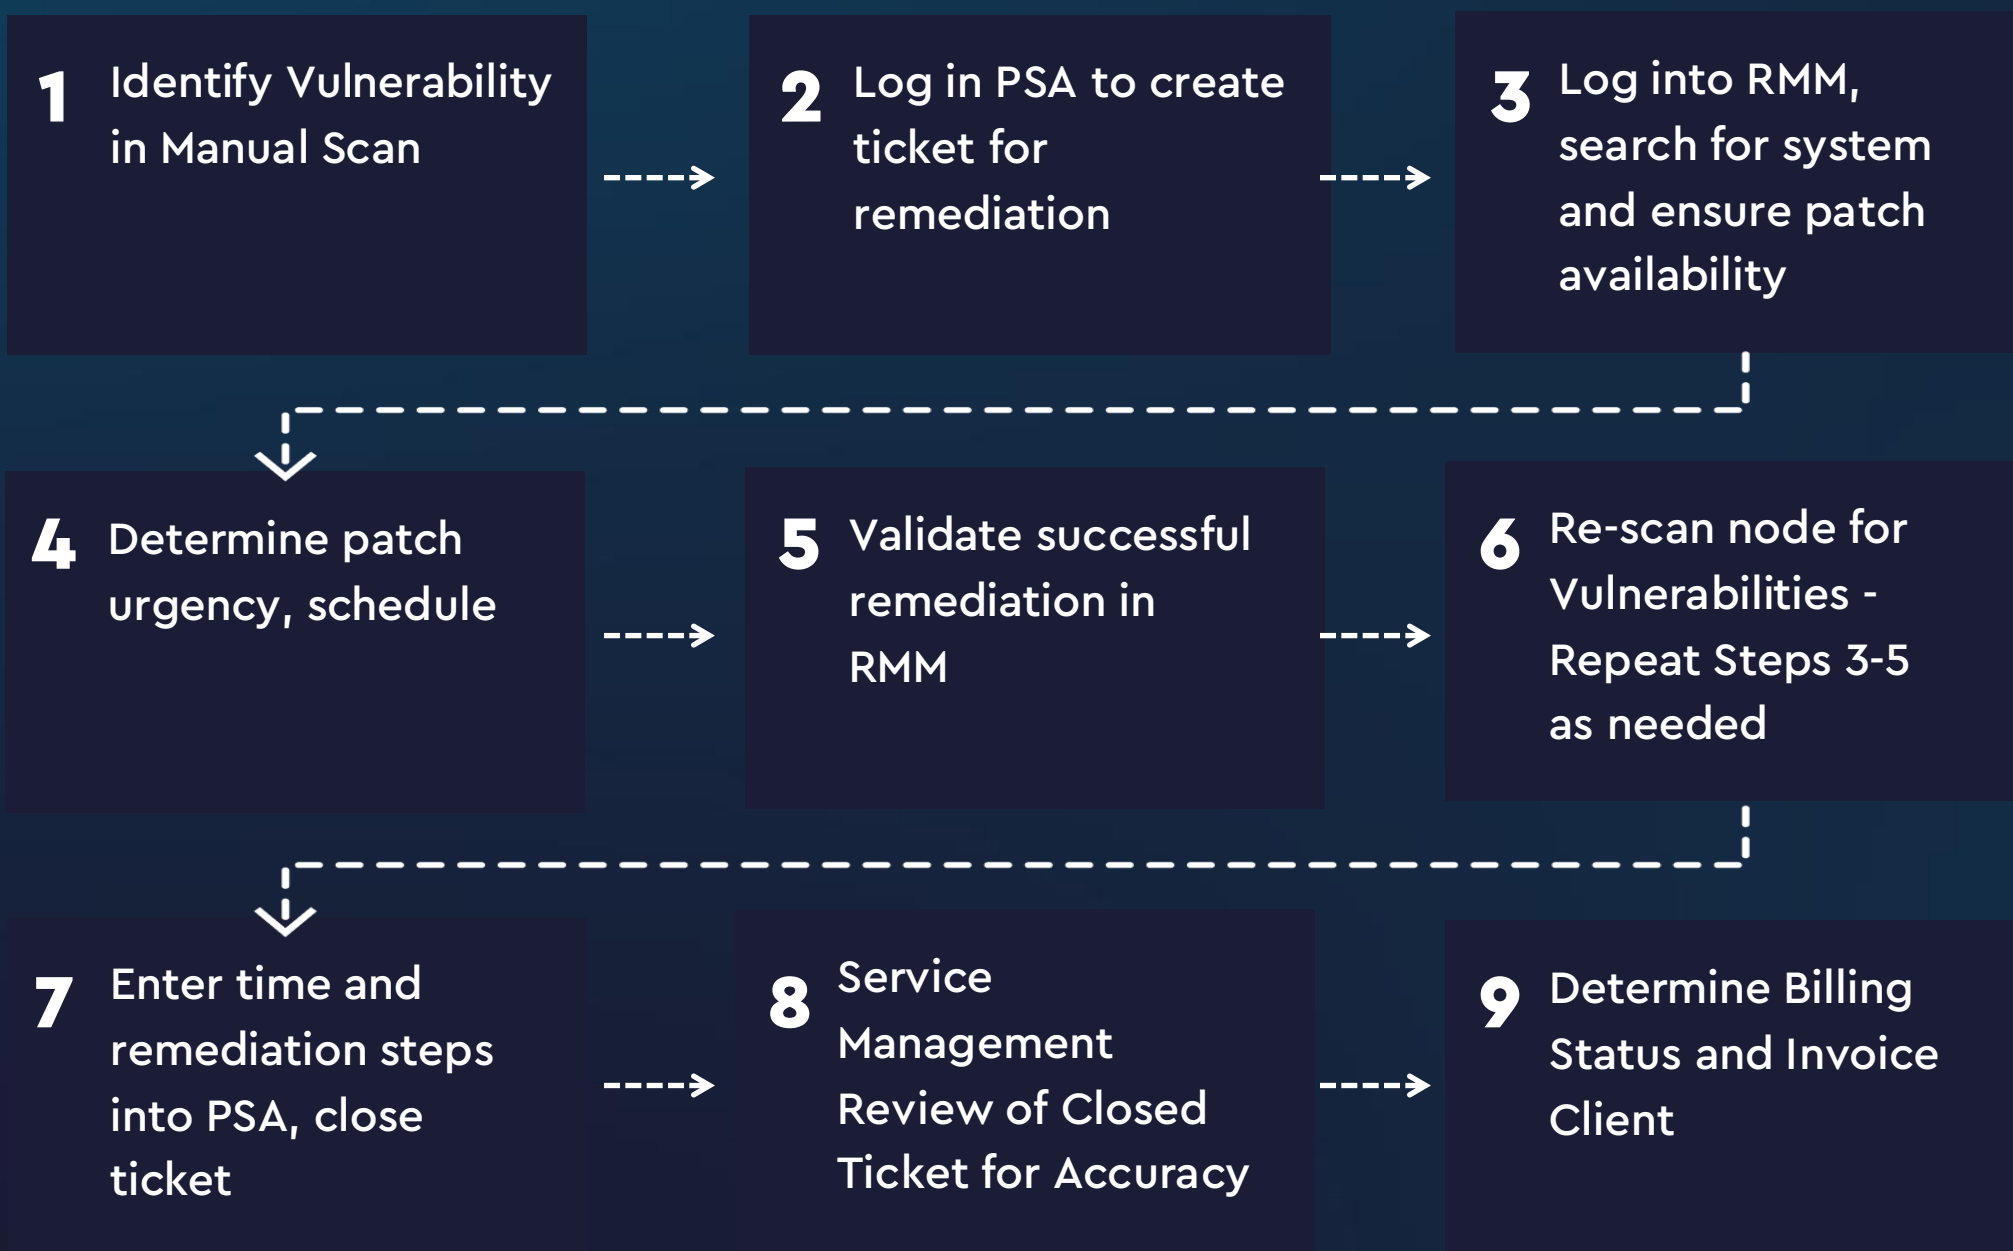 1
Identify Vulnerability
in Manual Scan
2
Log in PSA to create
ticket for
remediation
3
Log into RMM,
search for system
and ensure patch
availability
4
Determine patch
urgency, schedule
5
Validate successful
remediation in
RMM
6
Re-scan node for
Vulnerabilities -
Repeat Steps 3-5
as needed
7
Enter time and
remediation steps
into PSA, close
ticket
8
Service
Management
Review of Closed
Ticket for Accuracy
9
Determine Billing
Status and Invoice
Client